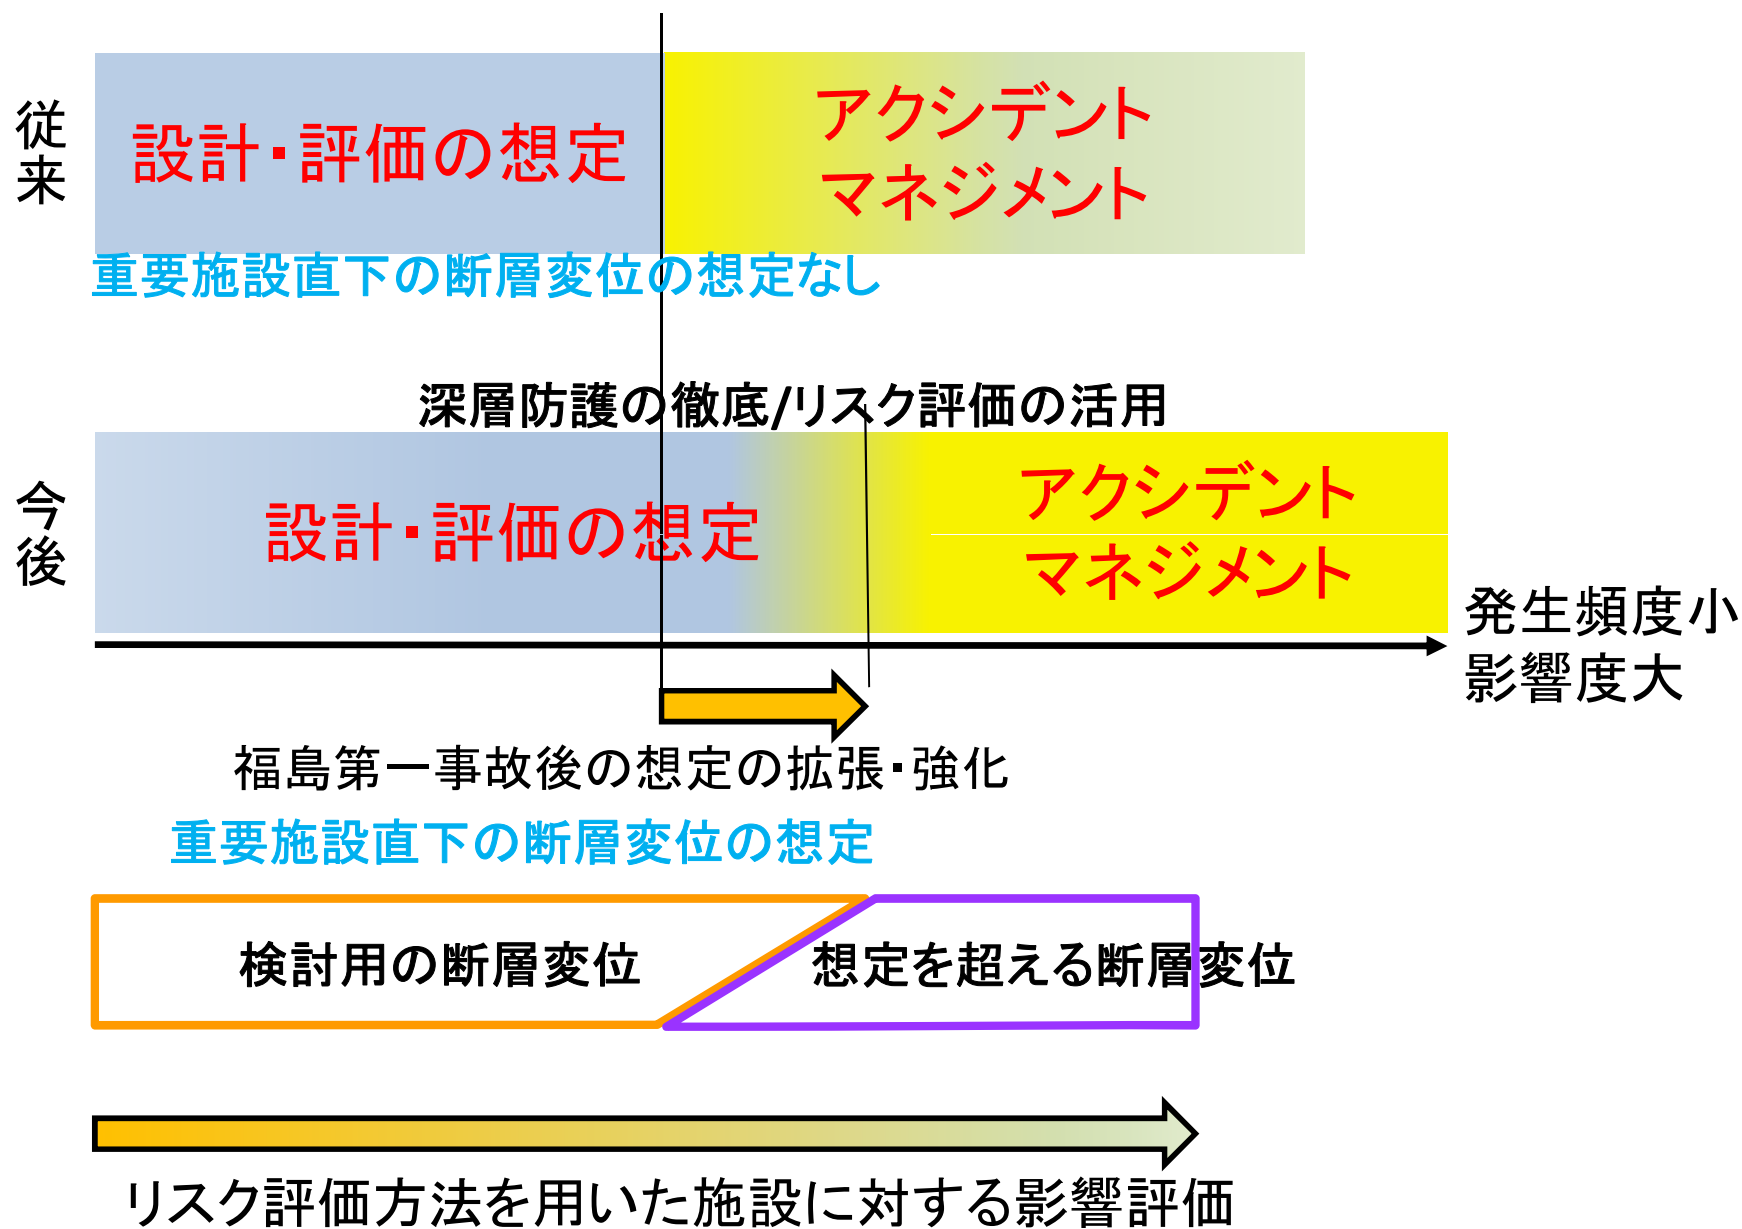 従来
設計・評価の想定
アクシデント
マネジメント
重要施設直下の断層変位の想定なし
深層防護の徹底/リスク評価の活用
今後
設計・評価の想定
アクシデント
マネジメント
発生頻度小
影響度大
福島第一事故後の想定の拡張・強化
重要施設直下の断層変位の想定
検討用の断層変位
想定を超える断層変位
リスク評価方法を用いた施設に対する影響評価